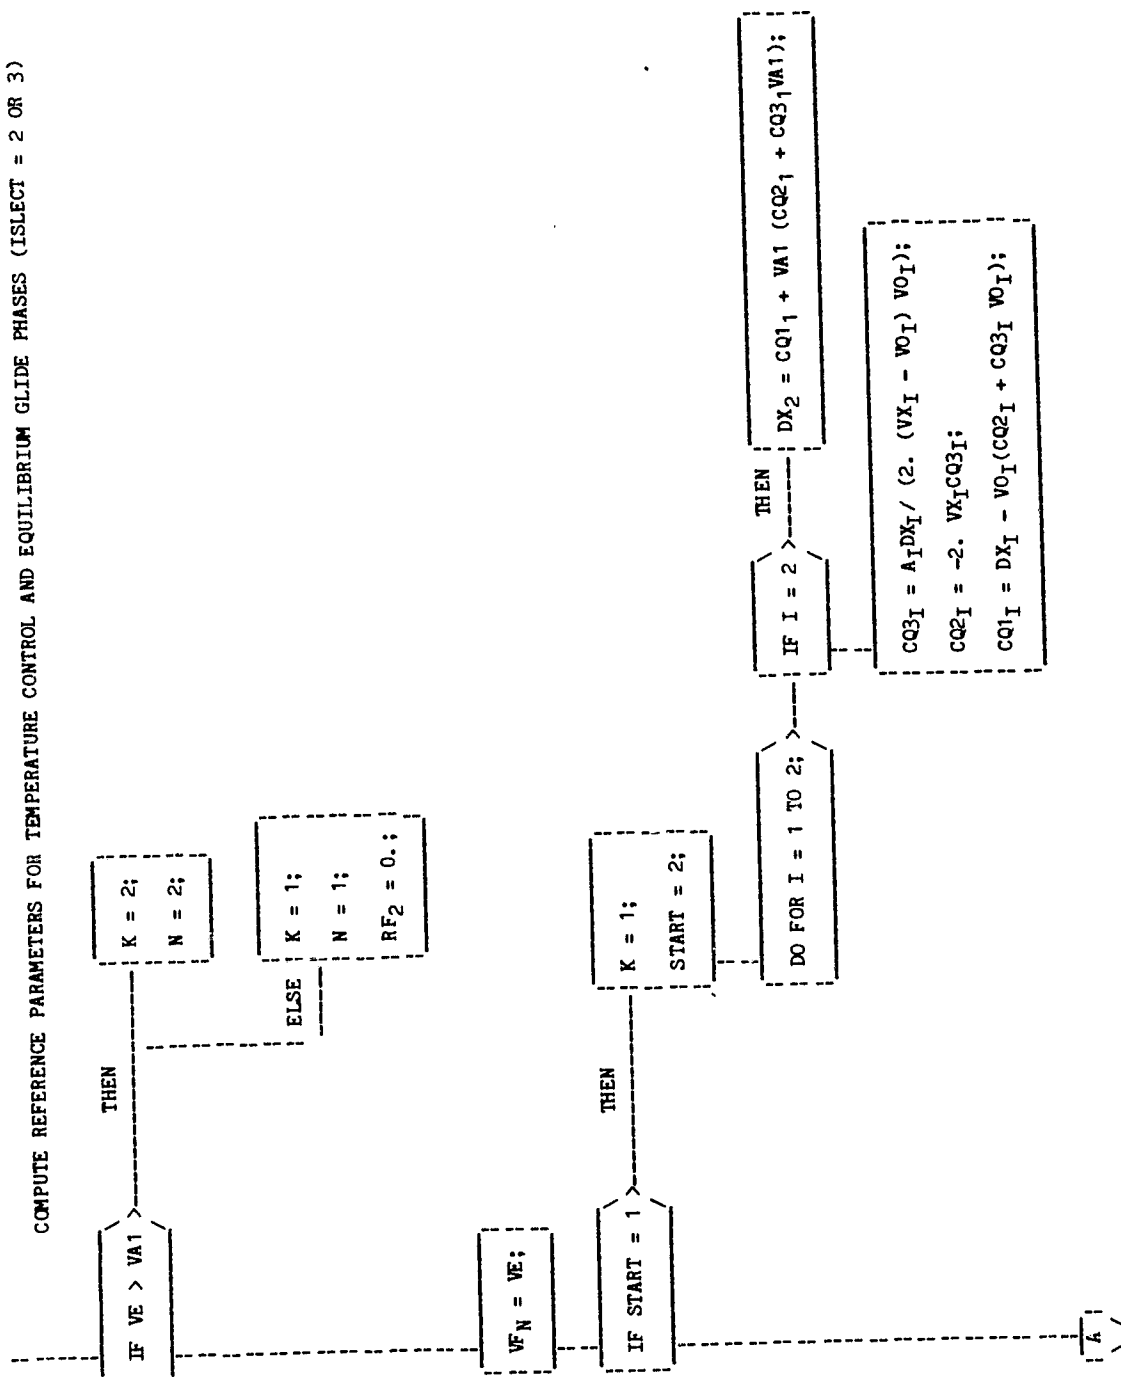 COMPUTE REFERENCE PARAMETERS FOR TEMPERATURE CONTROL AND EQUILIBRIUM GLIDE PHASES (ISLECT = 2 OR 3)
IF VE > VA1
THEN
K = 2;
N = 2;
ELSE
K = 1;
N = 1;
RF2 = 0.;
VFN = VE;
IF START = 1
THEN
K = 1;
START = 2;
DO FOR I = 1 TO 2;
IF I = 2
THEN
DX2 = CQ11 + VA1 (CQ21 + CQ31VA1);
CQ3I = AIDXI/ (2. (VXI - VOI) VOI);
CQ2I = -2. VXICQ3I;
CQ1I = DXI - VOI(CQ2I + CQ3I VOI);
A